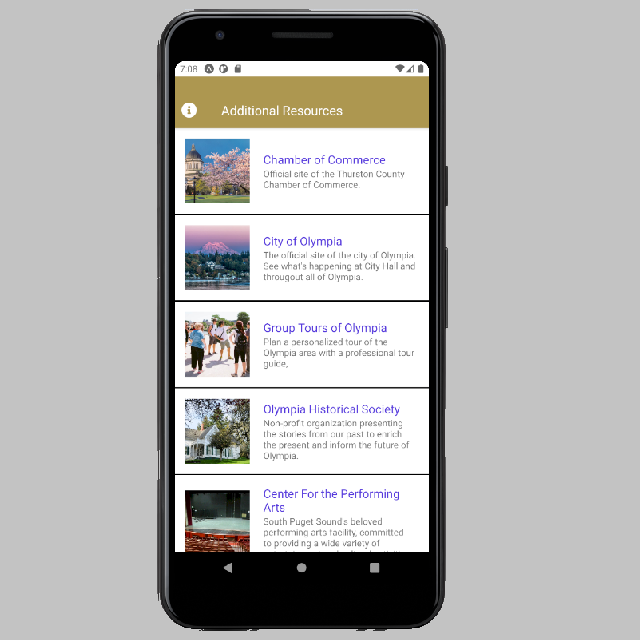 7:08
Additional Resources
Chamber of Commerce
Official site of the Thurston County
Chamber of Commerce.
City of Olympia
The official site of the city of Olympia.
See what's happening at City Hall and
througout all of Olympia.
Group Tours of Olympia
Plan a personalized tour of the
Olympia area with a professional tour
guide,
Olympia Historical Society
Non-profit organization presenting
the stories from our past to enrich
the present and inform the future of
Olympia.
Center For the Performing
Arts
South Puget Sound's beloved
performing arts facility, committed
to providing a wide variety of